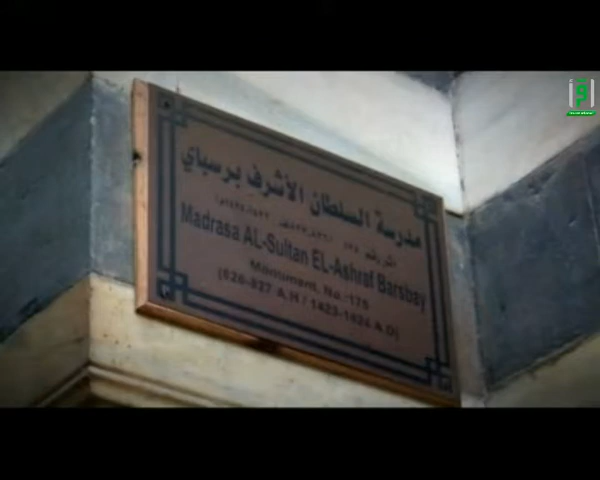 مدرسة السلطان الأشرف برسباي
Madrasa AL-Sultan EL-Ashraf Barsbay
Monument. No.-175
(826-827 A.H / 1423-1424 A.D)